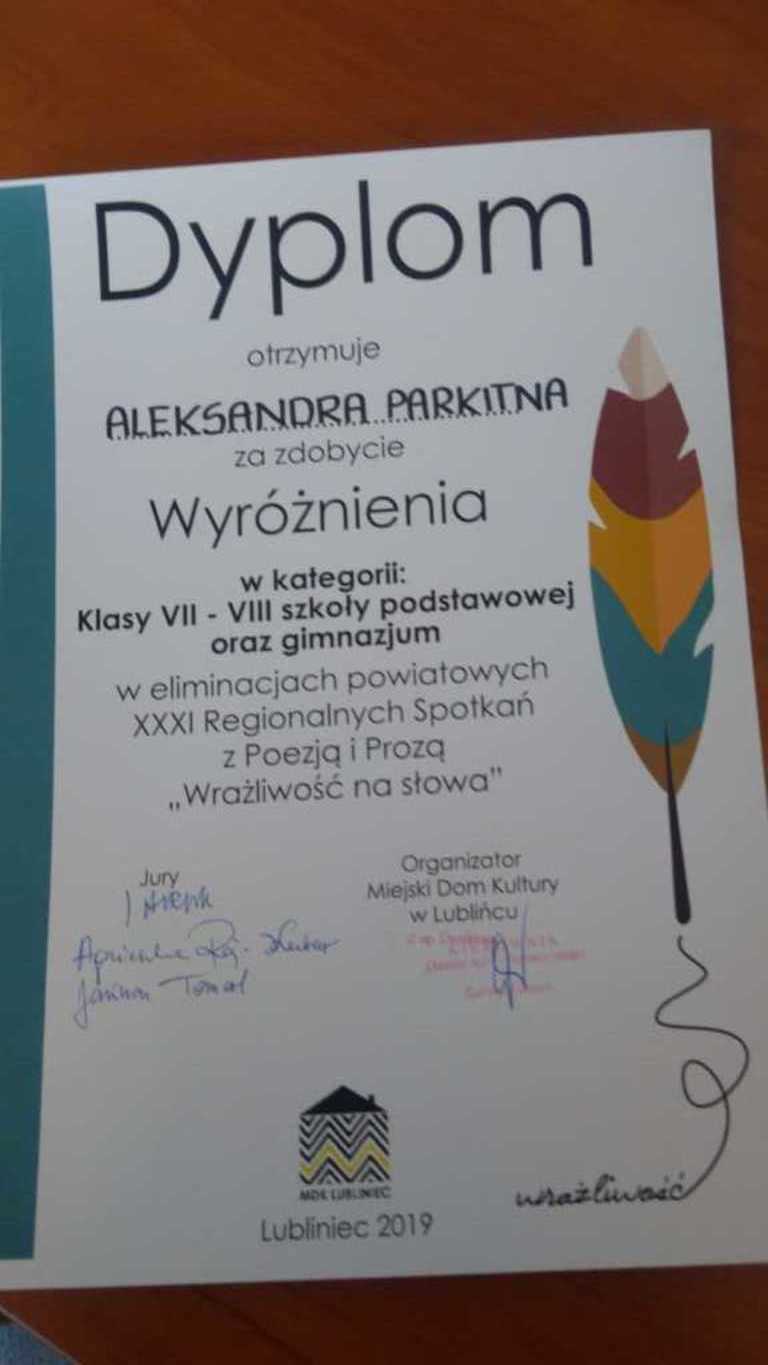 Dyplom
otrzymuje
ALEKSANDRA PARKITNA
za zdobycie
Wyróżnienia
w kategorii:
Klasy VII - VIII szkoły podstawowej
oraz gimnazjum
w eliminacjach powiatowych
XXXI Regionalnych Spotkań
z Poezją i Prozą
„Wrażliwość na słowa”
Jury
Organizator
Miejski Dom Kultury
w Lublińcu
MDK LUBLINIEC
Lubliniec 2019
wrażliwość